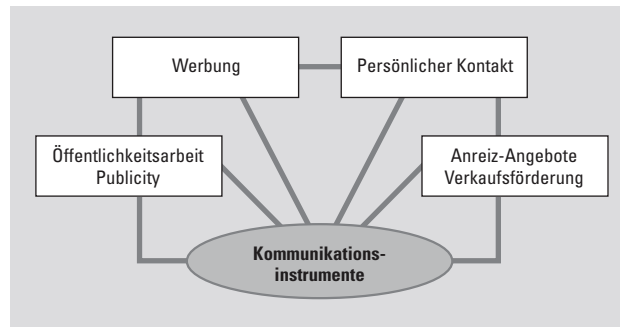 Werbung
Persönlicher Kontakt
Öffentlichkeitsarbeit
Publicity
Anreiz-Angebote
Verkaufsförderung
Kommunikations-
instrumente